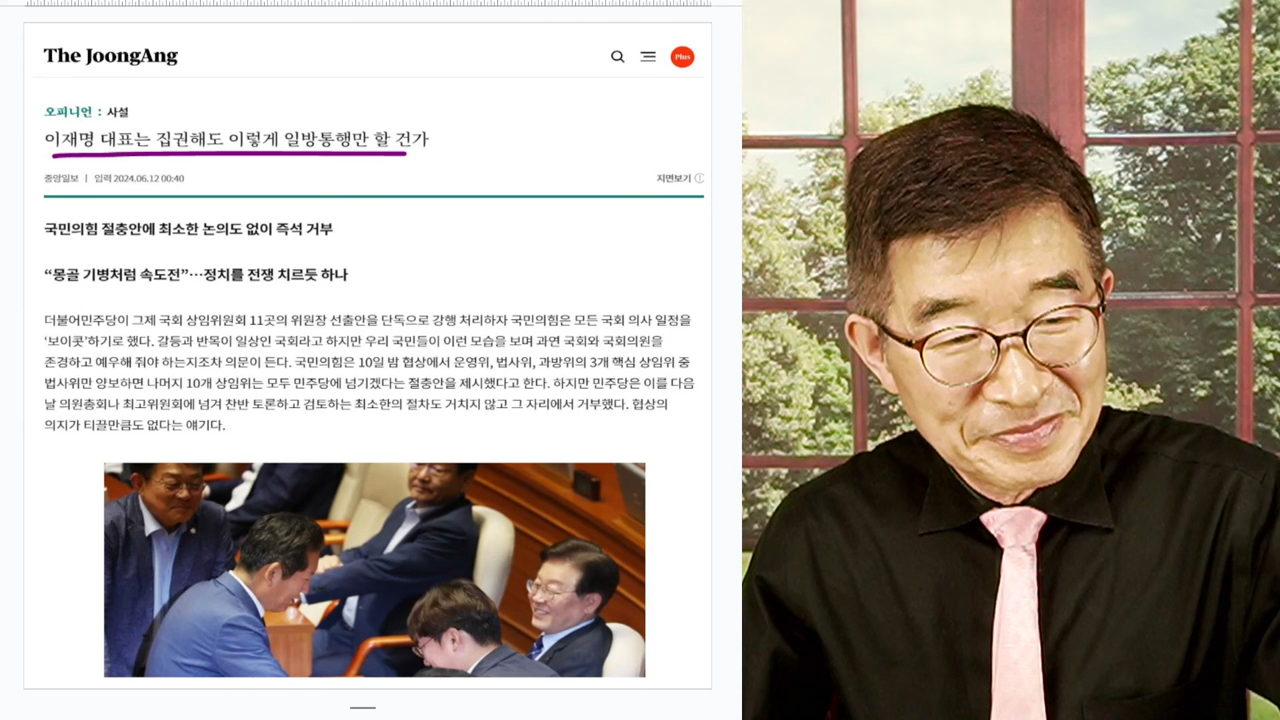 The JoongAng
Plus
오피니언 : 사설
이재명 대표는 집권해도 이렇게 일방통행만 할 건가
중앙일보 | 입력 2024.06.12 00:40
지면보기
국민의힘 절충안에 최소한 논의도 없이 즉석 거부
“몽골 기병처럼 속도전”…정치를 전쟁 치르듯 하나
더불어민주당이 그제 국회 상임위원회 11곳의 위원장 선출안을 단독으로 강행 처리하자 국민의힘은 모든 국회 의사 일정을
‘보이콧’하기로 했다. 갈등과 반목이 일상인 국회라고 하지만 우리 국민들이 이런 모습을 보며 과연 국회와 국회의원을
존경하고 예우해 줘야 하는지조차 의문이 든다. 국민의힘은 10일 밤 협상에서 운영위, 법사위, 과방위의 3개 핵심 상임위 중
법사위만 양보하면 나머지 10개 상임위는 모두 민주당에 넘기겠다는 절충안을 제시했다고 한다. 하지만 민주당은 이를 다음
날 의원총회나 최고위원회에 넘겨 찬반 토론하고 검토하는 최소한의 절차도 거치지 않고 그 자리에서 거부했다. 협상의
의지가 티끌만큼도 없다는 얘기다.